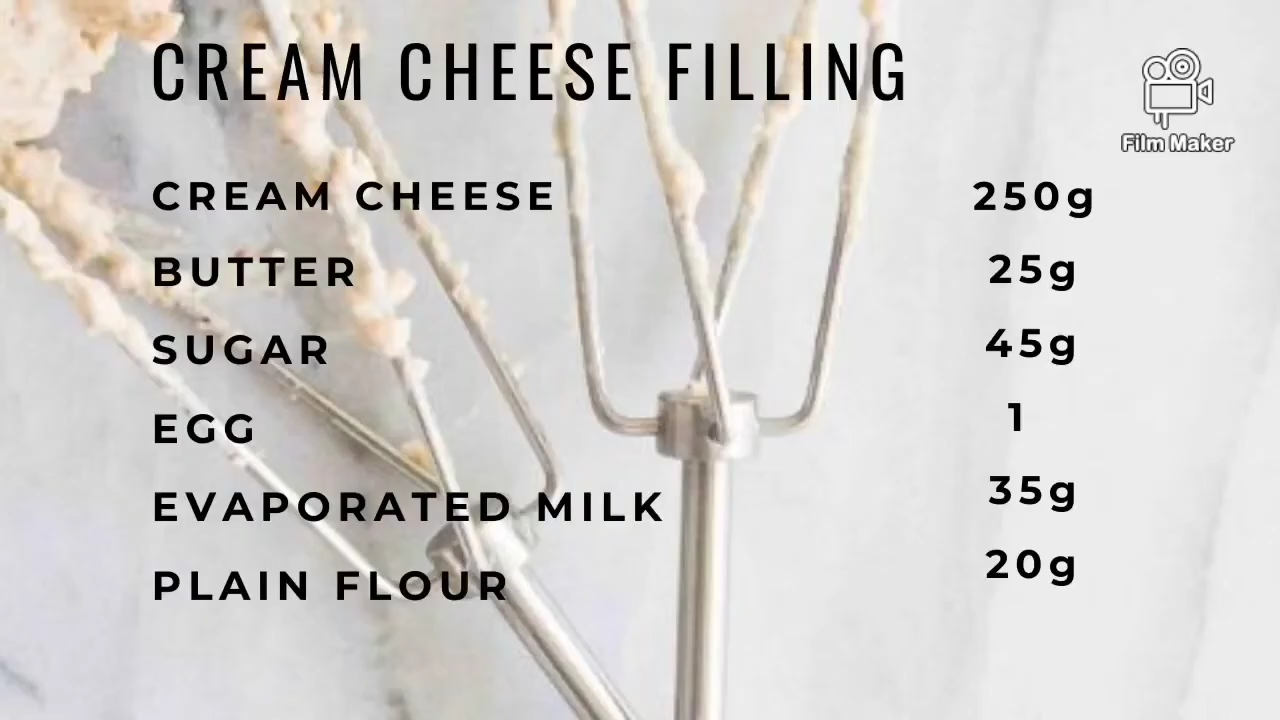 CREAM CHEESE FILLING
Film Maker
CREAM CHEESE 250g
BUTTER 25g
SUGAR 45g
EGG 1
EVAPORATED MILK 35g
PLAIN FLOUR 20g